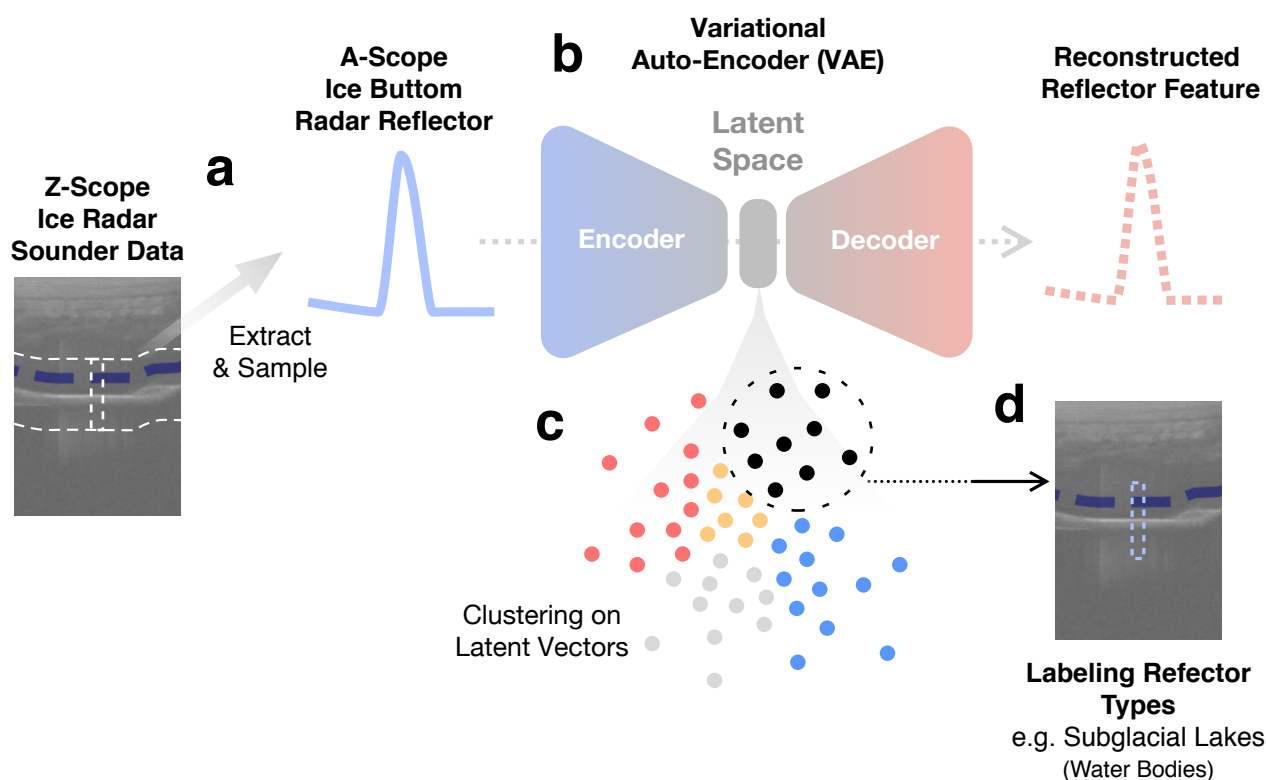 Z-Scope
Ice Radar
Sounder Data
a
A-Scope
Ice Buttom
Radar Reflector
Extract
& Sample
b
Variational
Auto-Encoder (VAE)
Latent
Space
Encoder
Decoder
Reconstructed
Reflector Feature
c
Clustering on
Latent Vectors
d
Labeling Refector
Types
e.g. Subglacial Lakes
(Water Bodies)